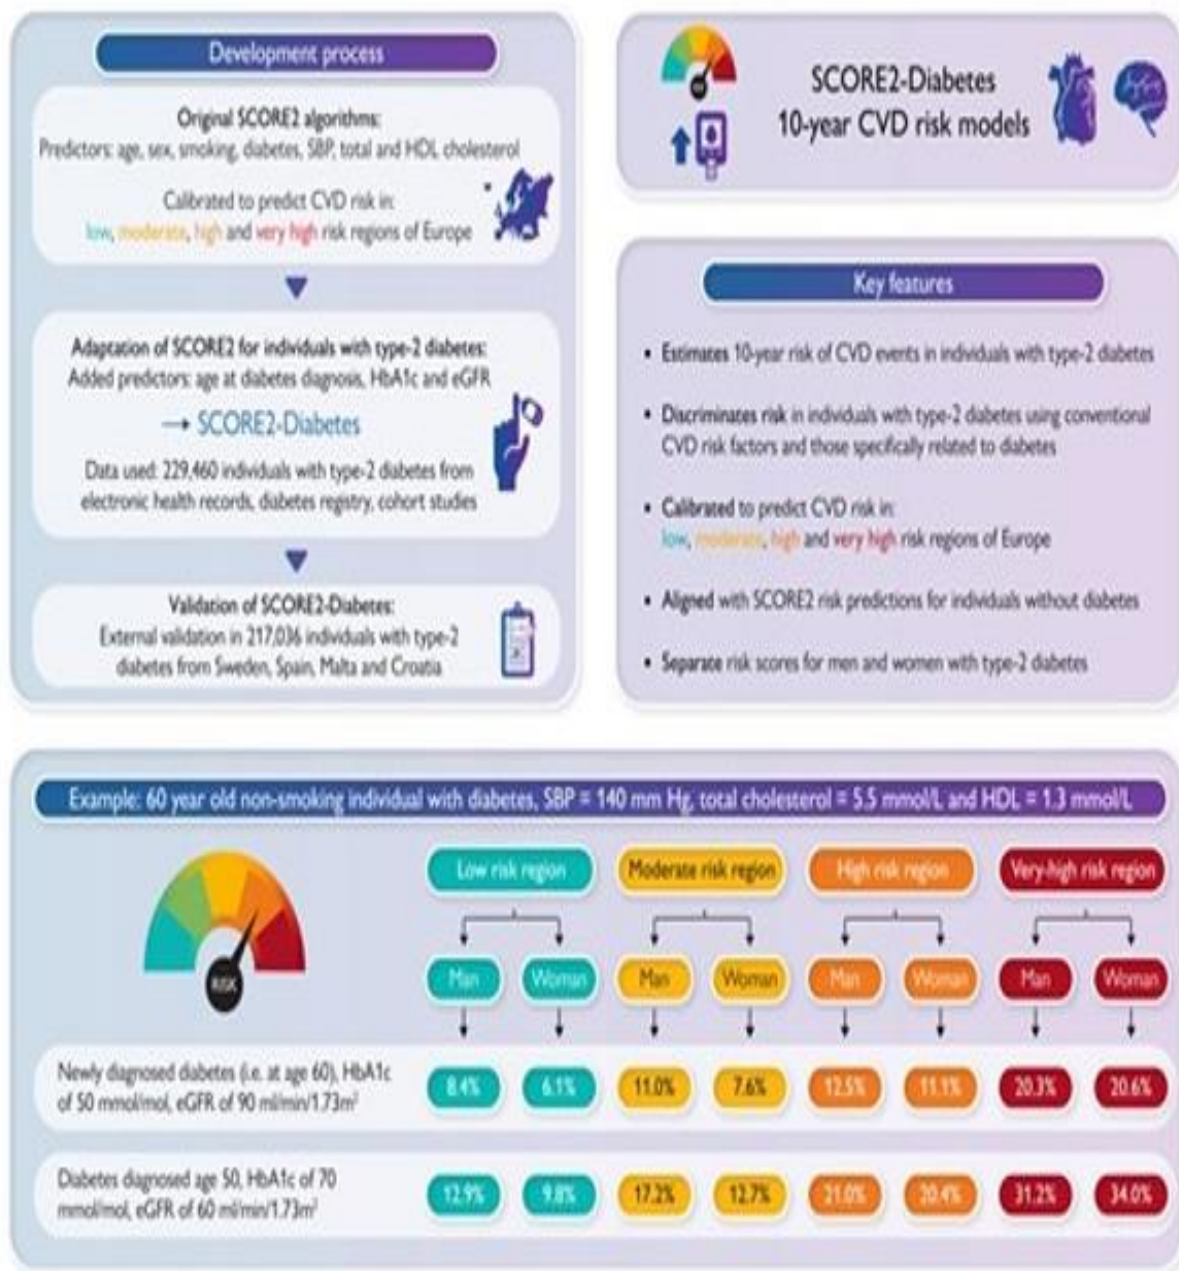 Development process
Original SCORE2 algorithms:
Predictors: age, sex, smoking, diabetes, SBP, total and HDL cholesterol
Calibrated to predict CVD risk in:
low, moderate, high and very high risk regions of Europe
Adaptation of SCORE2 for individuals with type-2 diabetes:
Added predictors: age at diabetes diagnosis, HbA1c and eGFR
→ SCORE2-Diabetes
Data used: 229,460 individuals with type-2 diabetes from
electronic health records, diabetes registry, cohort studies
Validation of SCORE2-Diabetes:
External validation in 217,036 individuals with type-2
diabetes from Sweden, Spain, Malta and Croatia
SCORE2-Diabetes
10-year CVD risk models
Key features
• Estimates 10-year risk of CVD events in individuals with type-2 diabetes
• Discriminates risk in individuals with type-2 diabetes using conventional
CVD risk factors and those specifically related to diabetes
• Calibrated to predict CVD risk in:
low, moderate, high and very high risk regions of Europe
• Aligned with SCORE2 risk predictions for individuals without diabetes
• Separate risk scores for men and women with type-2 diabetes
Example: 60 year old non-smoking individual with diabetes, SBP = 140 mm Hg, total cholesterol = 5.5 mmol/L and HDL = 1.3 mmol/L
RISK
Low risk region Moderate risk region High risk region Very-high risk region
Man Woman Man Woman Man Woman Man Woman
Newly diagnosed diabetes (i.e. at age 60), HbA1c
of 50 mmol/mol, eGFR of 90 ml/min/1.73m²
8.4% 6.1% 11.0% 7.6% 12.5% 11.1% 20.3% 20.6%
Diabetes diagnosed age 50, HbA1c of 70
mmol/mol, eGFR of 60 ml/min/1.73m²
12.9% 9.8% 17.2% 12.7% 21.0% 20.4% 31.2% 34.0%